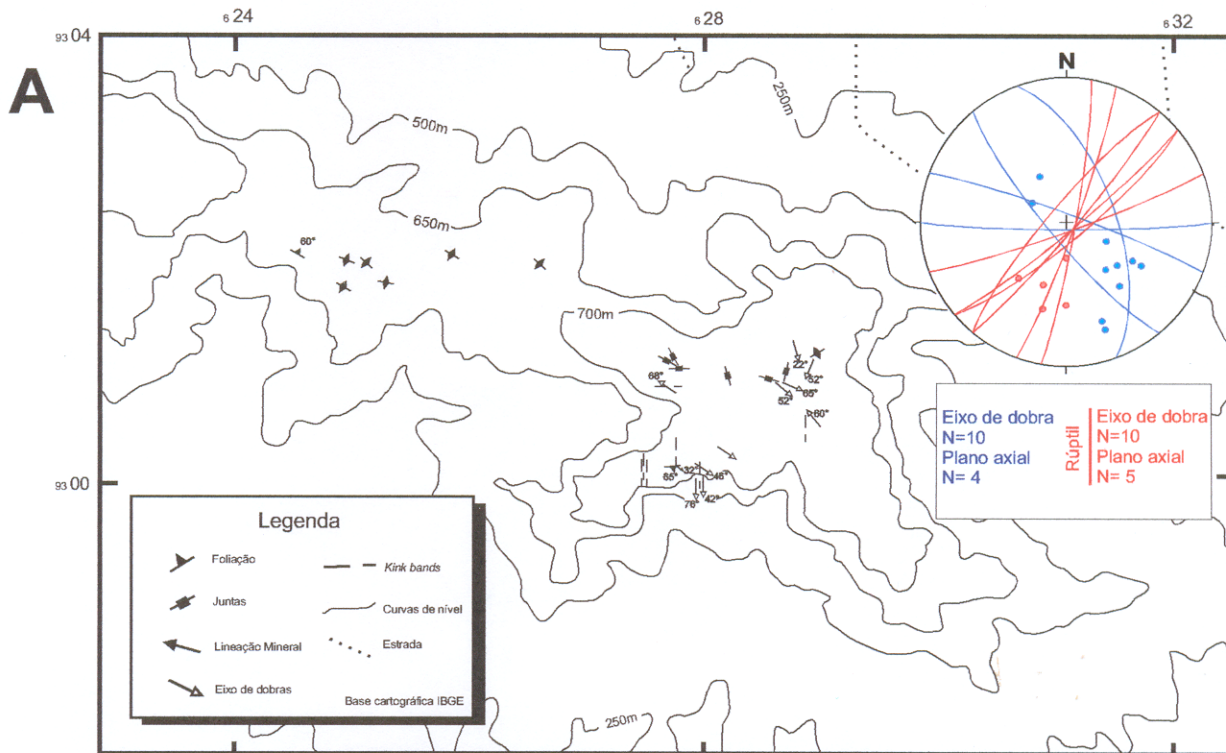 6 24
6 28
6 32
93 04
A
N
250m
500m
650m
60°
700m
68°
22°
52°
65°
52°
60°
65°
32°
46°
76°
42°
93 00
Eixo de dobra
N=10
Plano axial
N= 4
Rúptil
Eixo de dobra
N=10
Plano axial
N= 5
Legenda
Foliação
Kink bands
Juntas
Curvas de nível
Lineação Mineral
Estrada
Eixo de dobras
Base cartográfica IBGE
250m